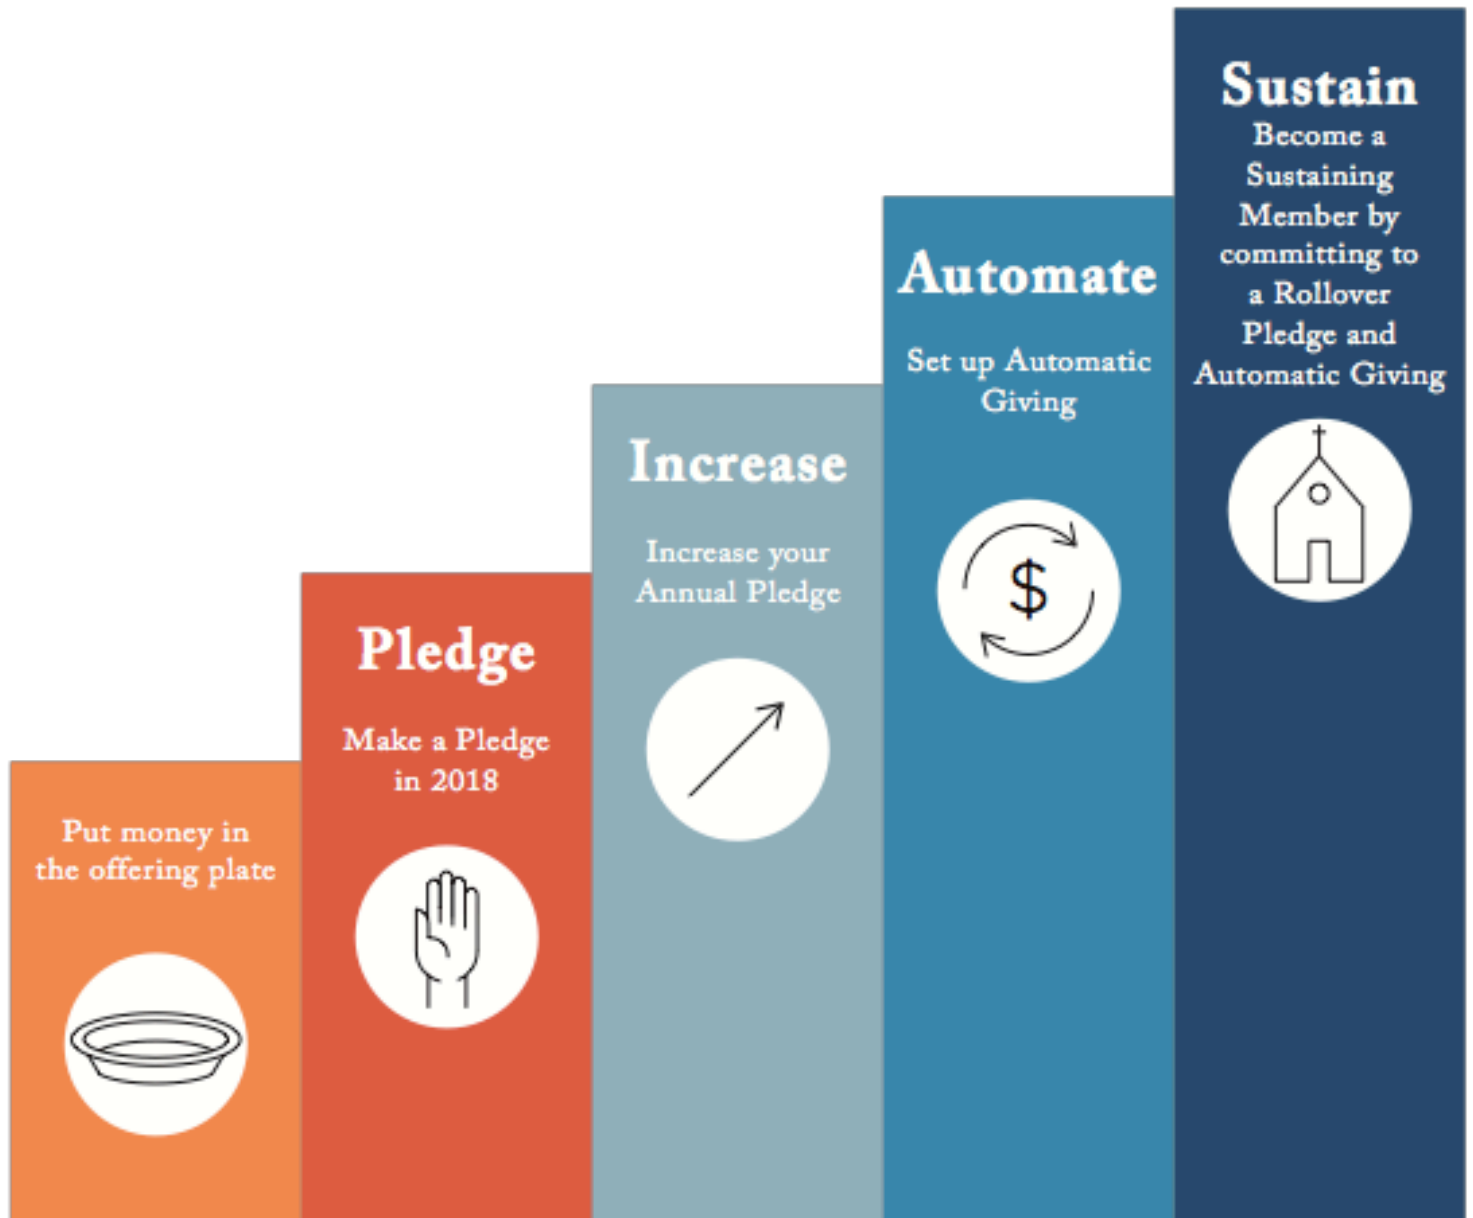 Put money in
the offering plate
Pledge
Make a Pledge
in 2018
Increase
Increase your
Annual Pledge
Automate
Set up Automatic
Giving
$
Sustain
Become a
Sustaining
Member by
committing to
a Rollover
Pledge and
Automatic Giving